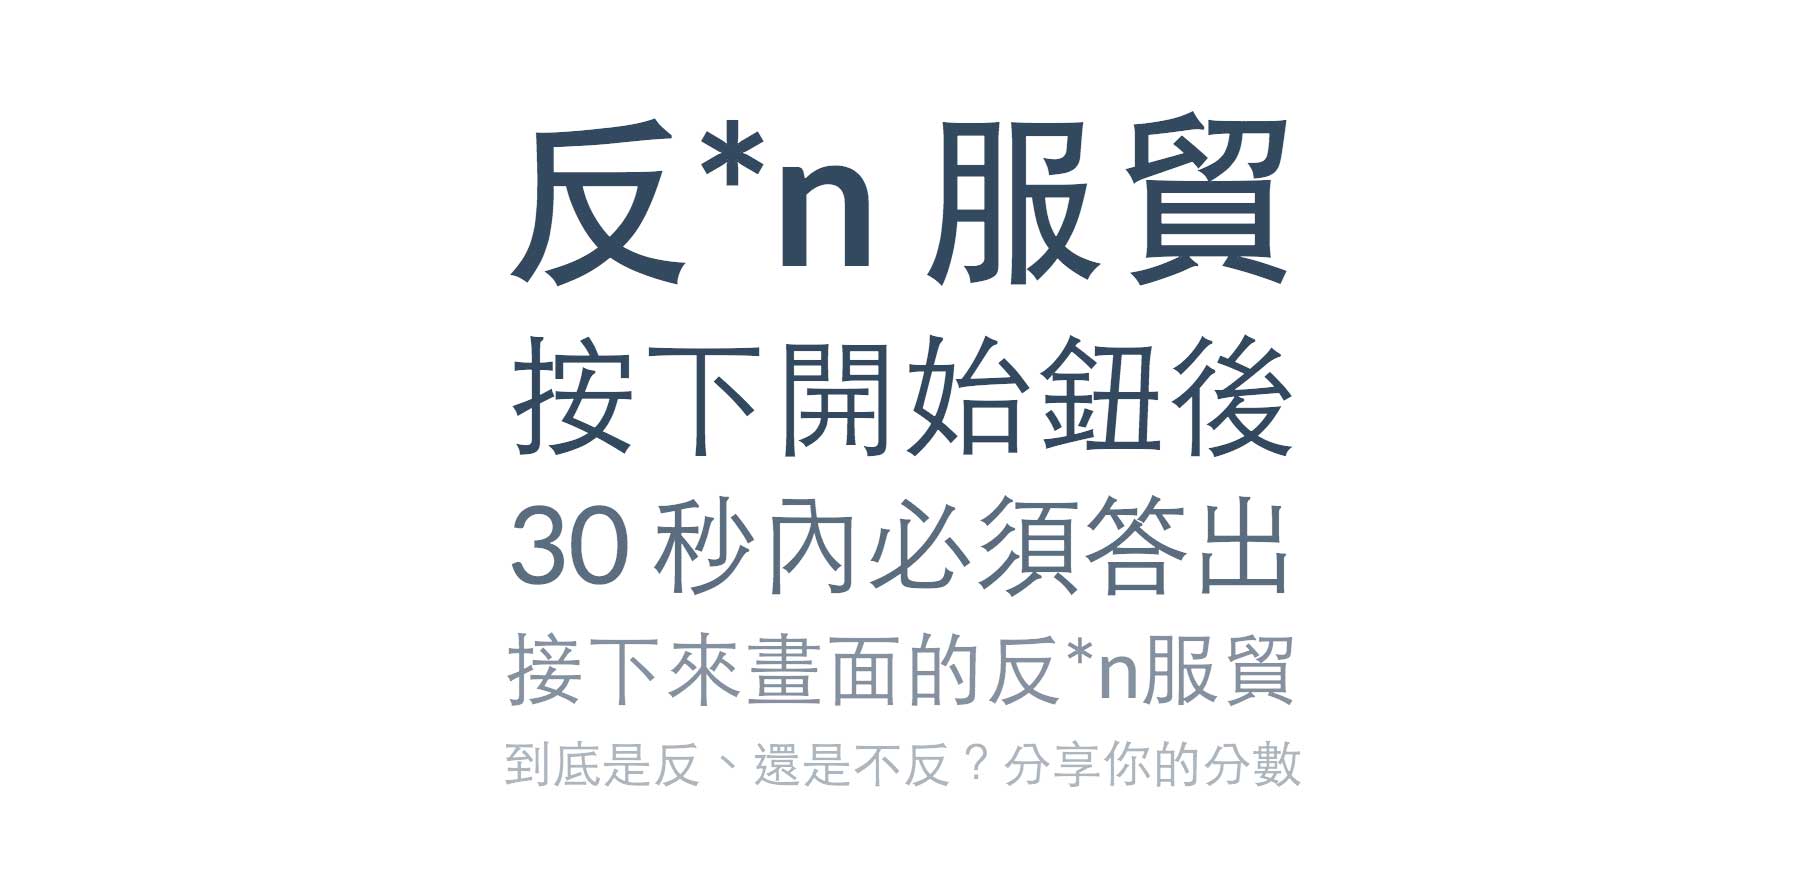 反*n 服貿
按下開始鈕後
30 秒內必須答出
接下來畫面的反*n服貿
到底是反、還是不反？分享你的分數